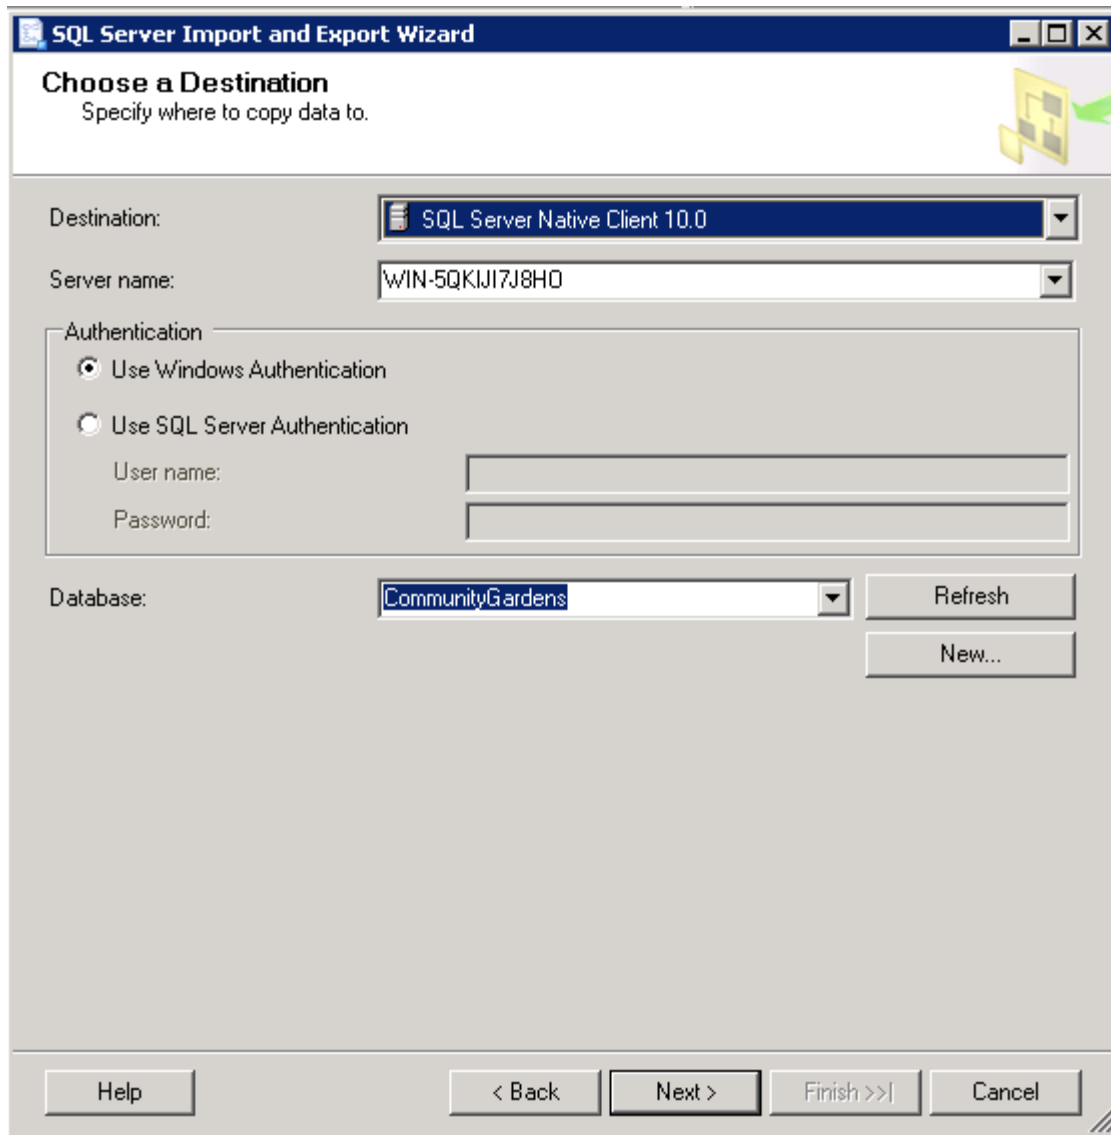 SQL Server Import and Export Wizard
Choose a Destination
Specify where to copy data to.
Destination:
SQL Server Native Client 10.0
Server name:
WIN-5QKIJI7J8HO
Authentication
Use Windows Authentication
Use SQL Server Authentication
User name:
Password:
Database:
CommunityGardens
Refresh
New...
Help
< Back
Next >
Finish >>|
Cancel